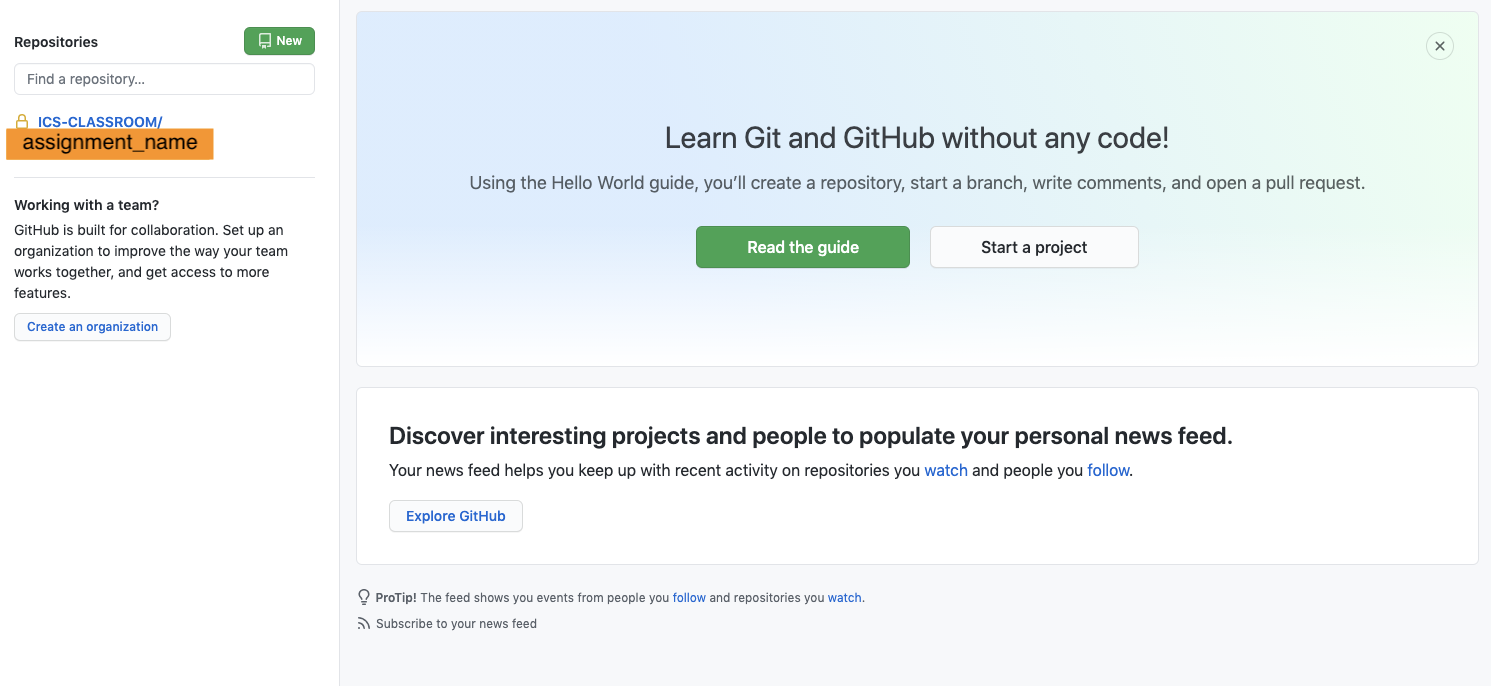 Repositories
New
Find a repository...
ICS-CLASSROOM/
assignment_name
Working with a team?
GitHub is built for collaboration. Set up an
organization to improve the way your team
works together, and get access to more
features.
Create an organization
Learn Git and GitHub without any code!
Using the Hello World guide, you’ll create a repository, start a branch, write comments, and open a pull request.
Read the guide
Start a project
Discover interesting projects and people to populate your personal news feed.
Your news feed helps you keep up with recent activity on repositories you watch and people you follow.
Explore GitHub
ProTip! The feed shows you events from people you follow and repositories you watch.
Subscribe to your news feed